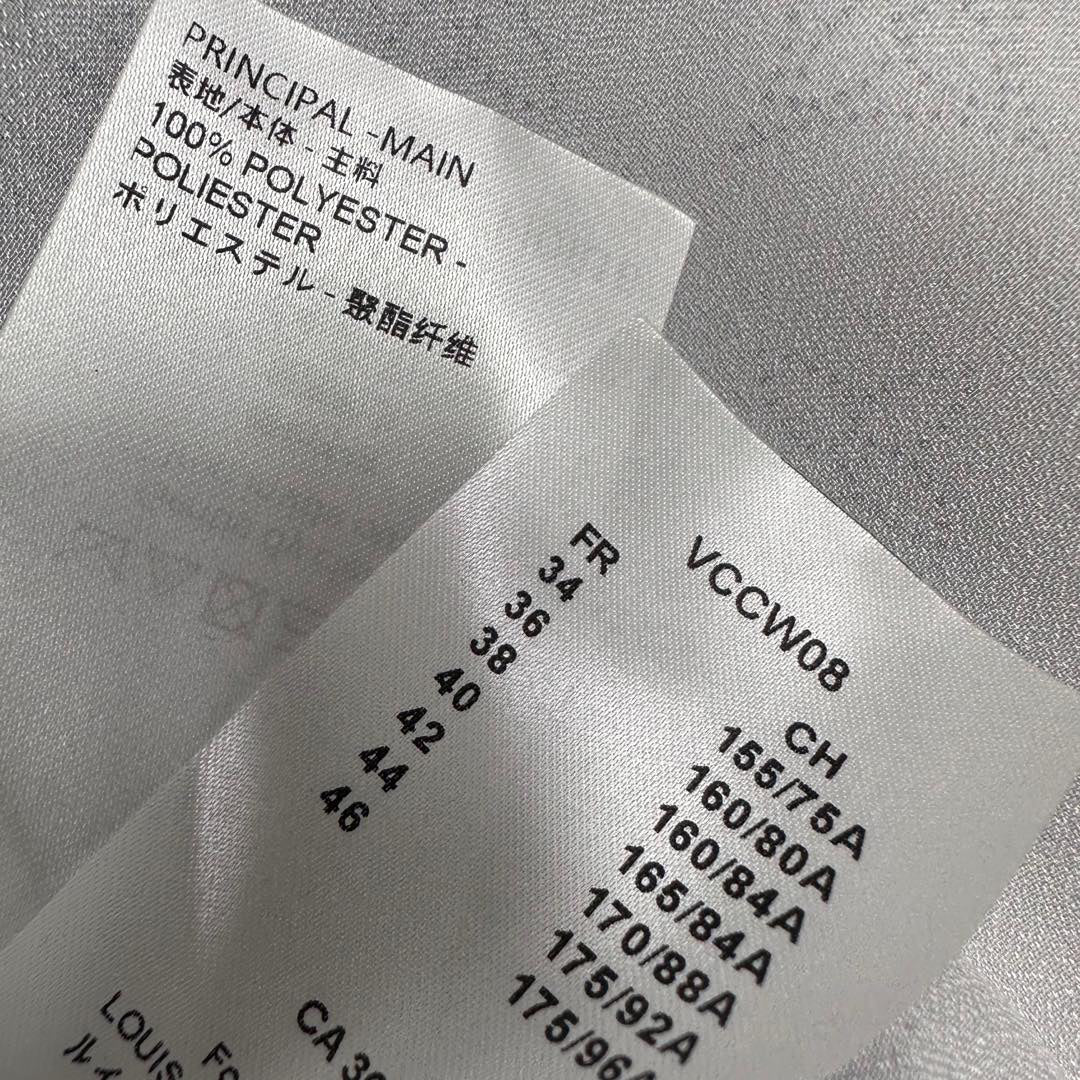 PRINCIPAL - MAIN
表地/本体 - 主料
100% POLYESTER -
POLIESTER
ポリエステル - 聚酯纤维
VCCW08
FR CH
34 155/75A
36 160/80A
38 160/84A
40 165/84A
42 170/88A
44 175/92A
46 175/96A
CA
LOUIS